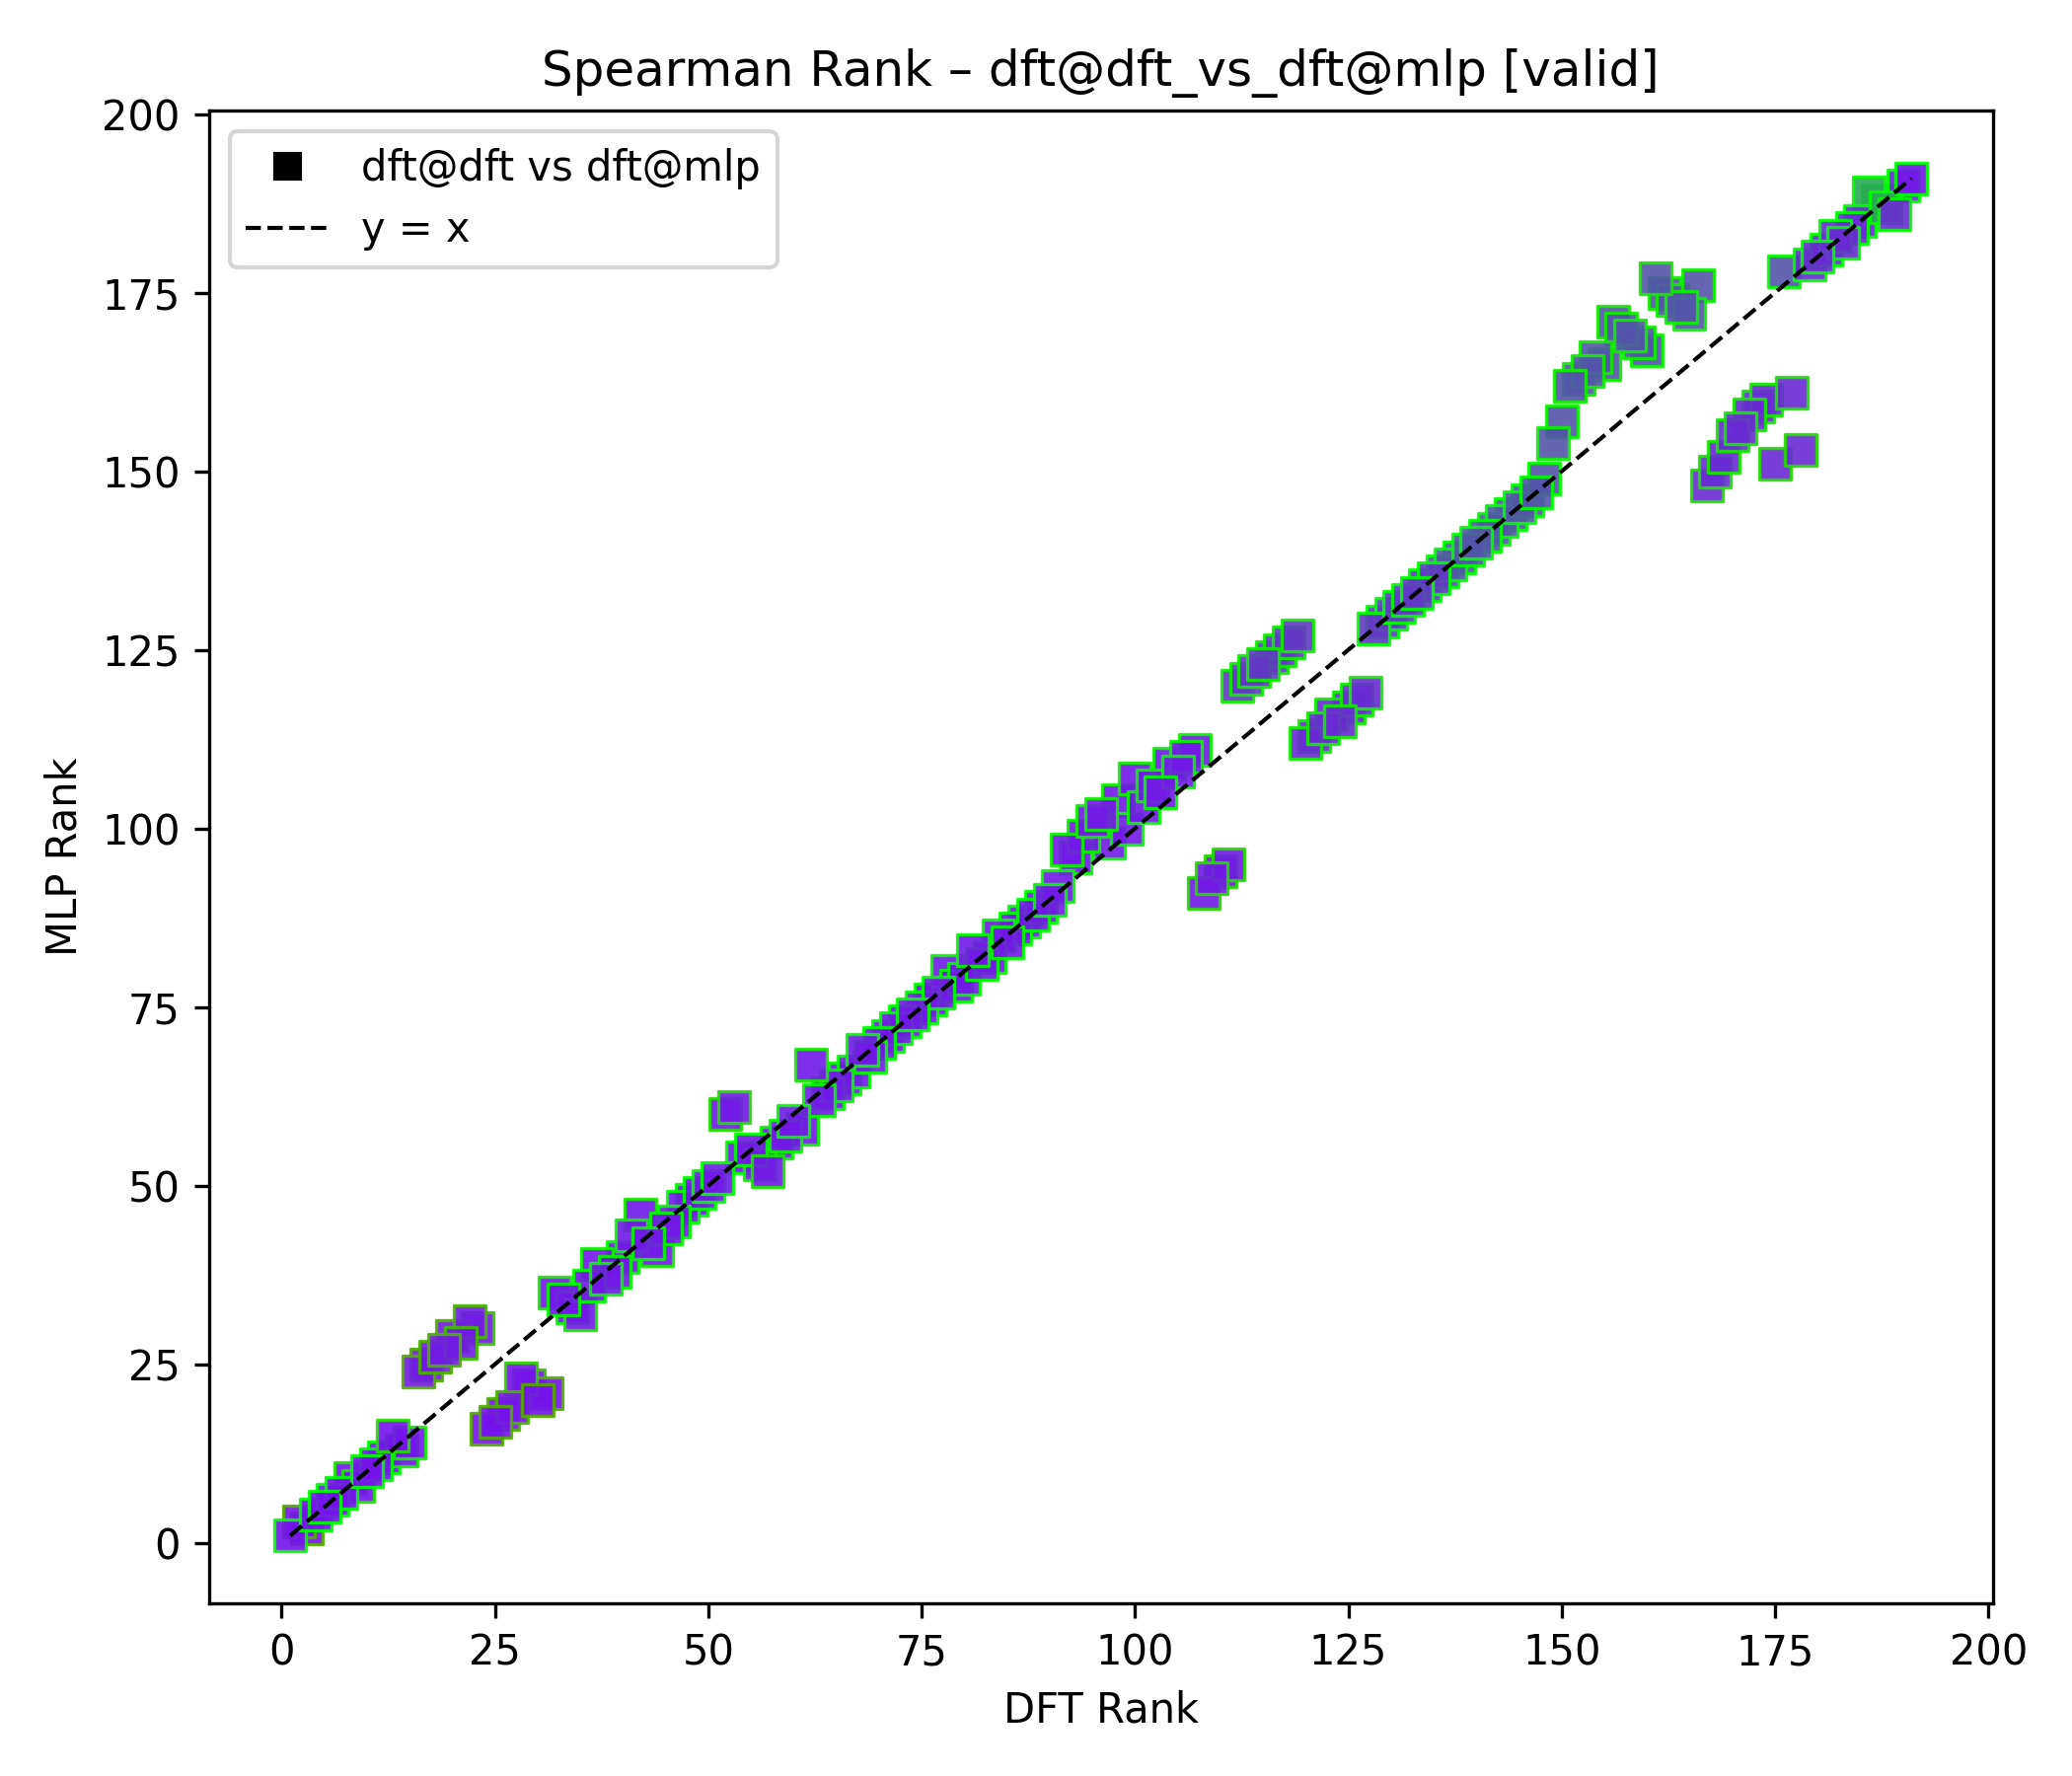 Spearman Rank – dft@dft_vs_dft@mlp [valid]
dft@dft vs dft@mlp
y = x
200
175
150
125
100
75
50
25
0
MLP Rank
0 25 50 75 100 125 150 175 200
DFT Rank